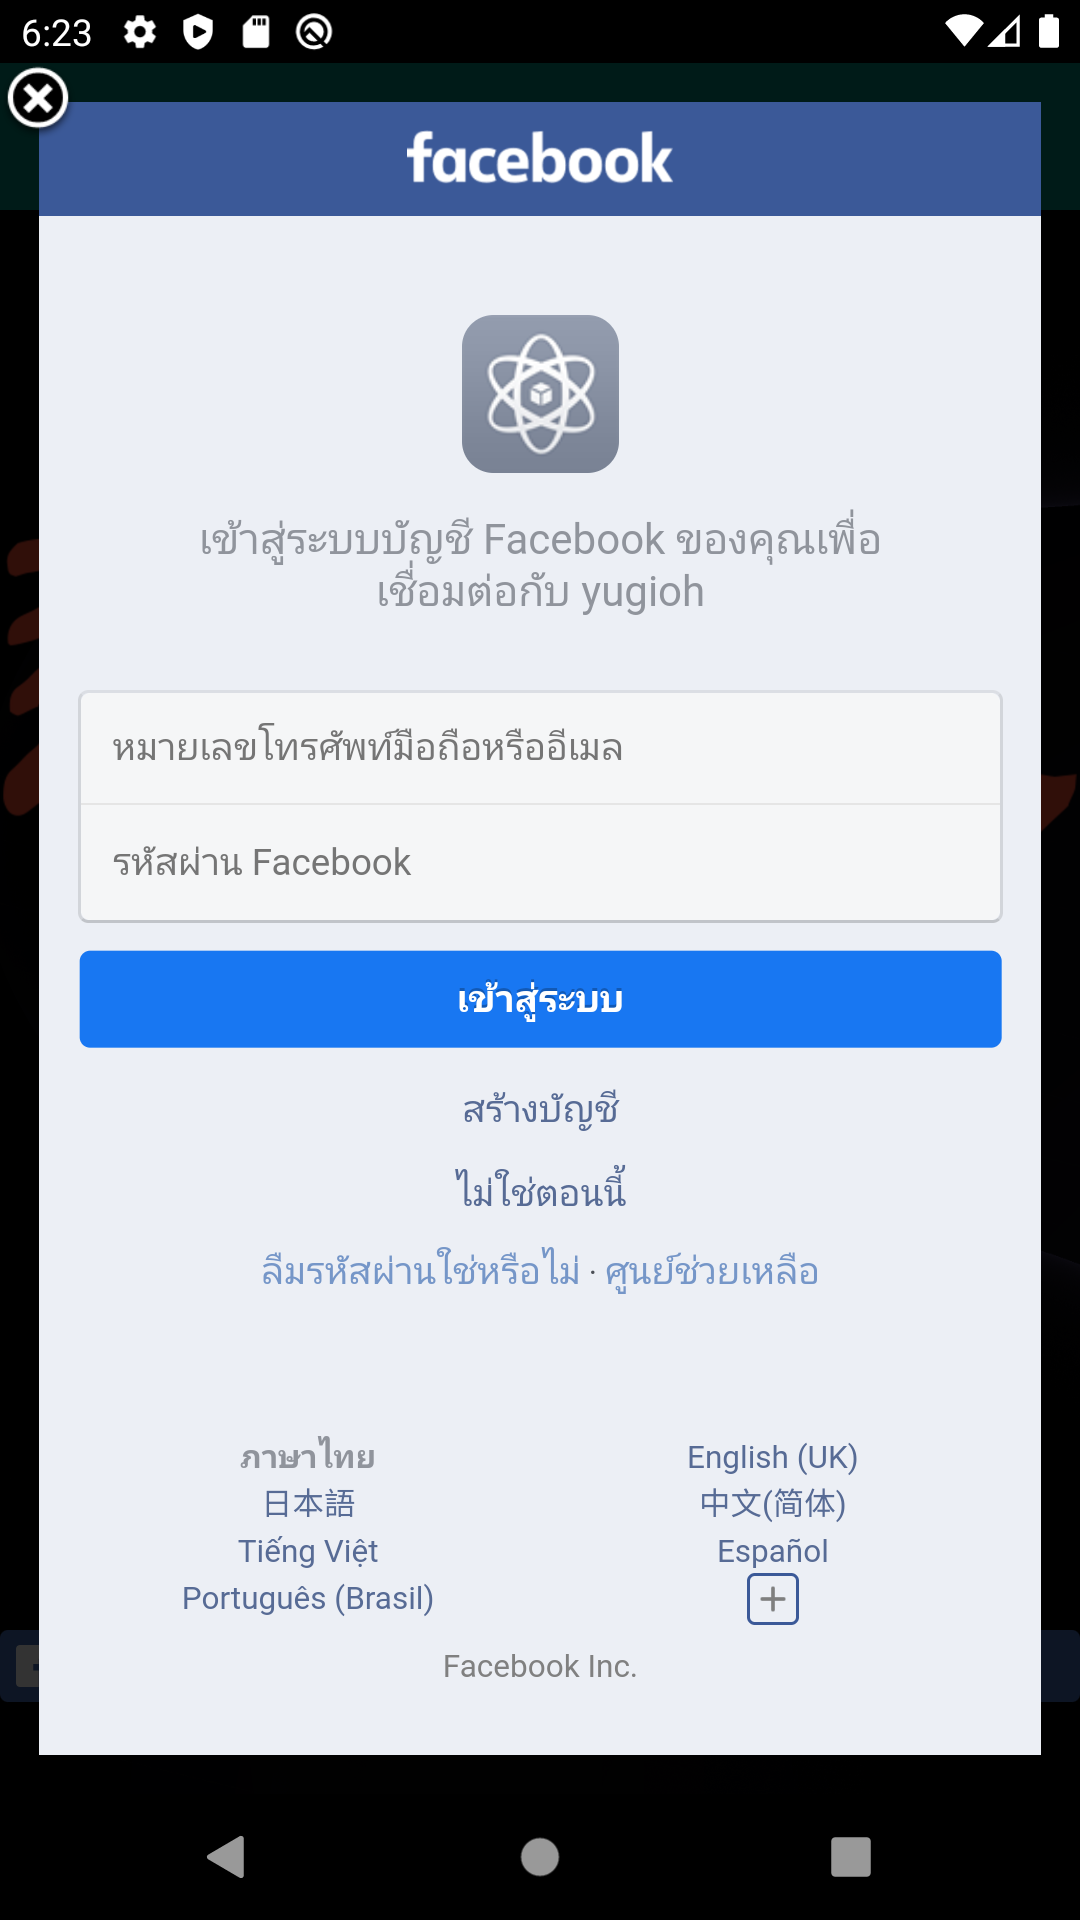 6:23
facebook
เข้าสู่ระบบบัญชี Facebook ของคุณเพื่อ
เชื่อมต่อกับ yugioh
หมายเลขโทรศัพท์มือถือหรืออีเมล
รหัสผ่าน Facebook
เข้าสู่ระบบ
สร้างบัญชี
ไม่ใช่ตอนนี้
ลืมรหัสผ่านใช่หรือไม่ · ศูนย์ช่วยเหลือ
ภาษาไทย English (UK)
日本語 中文(简体)
Tiếng Việt Español
Português (Brasil)
Facebook Inc.